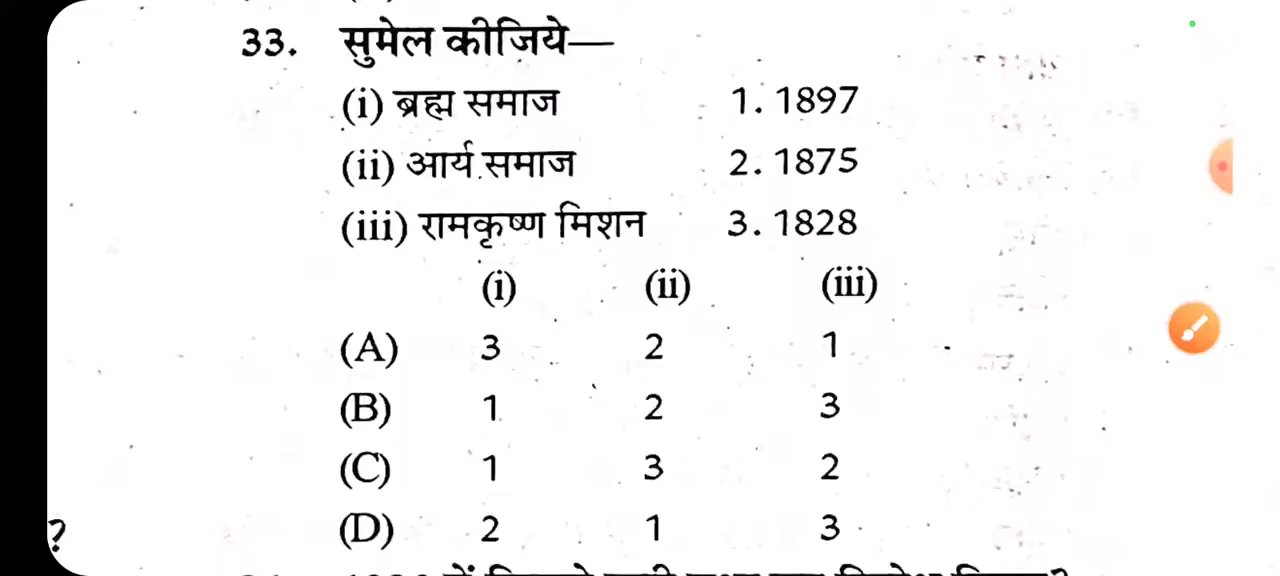 33. सुमेल कीजिये—
(i) ब्रह्म समाज 1. 1897
(ii) आर्य समाज 2. 1875
(iii) रामकृष्ण मिशन 3. 1828
(i) (ii) (iii)
(A) 3 2 1
(B) 1 2 3
(C) 1 3 2
(D) 2 1 3
?